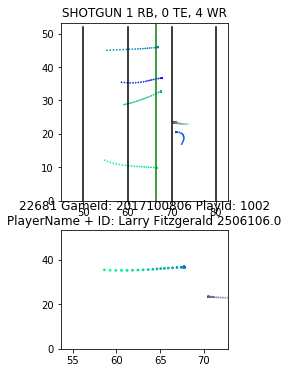 SHOTGUN 1 RB, 0 TE, 4 WR
50
40
30
20
10
0
50 60 70 80
22681 GameId: 2017100806 PlayId: 1002
PlayerName + ID: Larry Fitzgerald 2506106.0
40
20
0
55 60 65 70